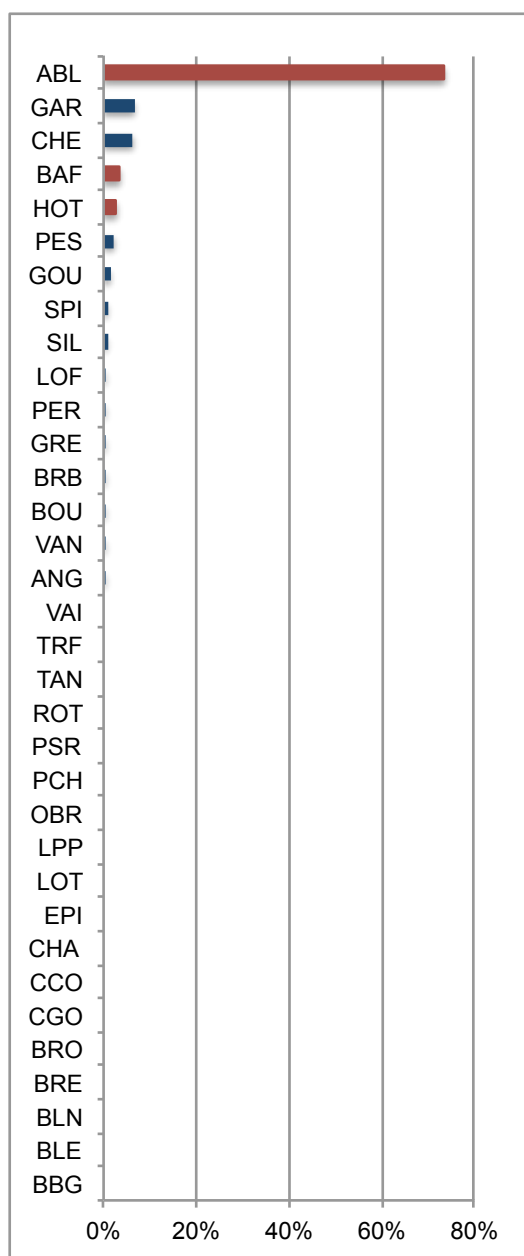 ABL
GAR
CHE
BAF
HOT
PES
GOU
SPI
SIL
LOF
PER
GRE
BRB
BOU
VAN
ANG
VAI
TRF
TAN
ROT
PSR
PCH
OBR
LPP
LOT
EPI
CHA
CCO
CGO
BRO
BRE
BLN
BLE
BBG
0% 20% 40% 60% 80%